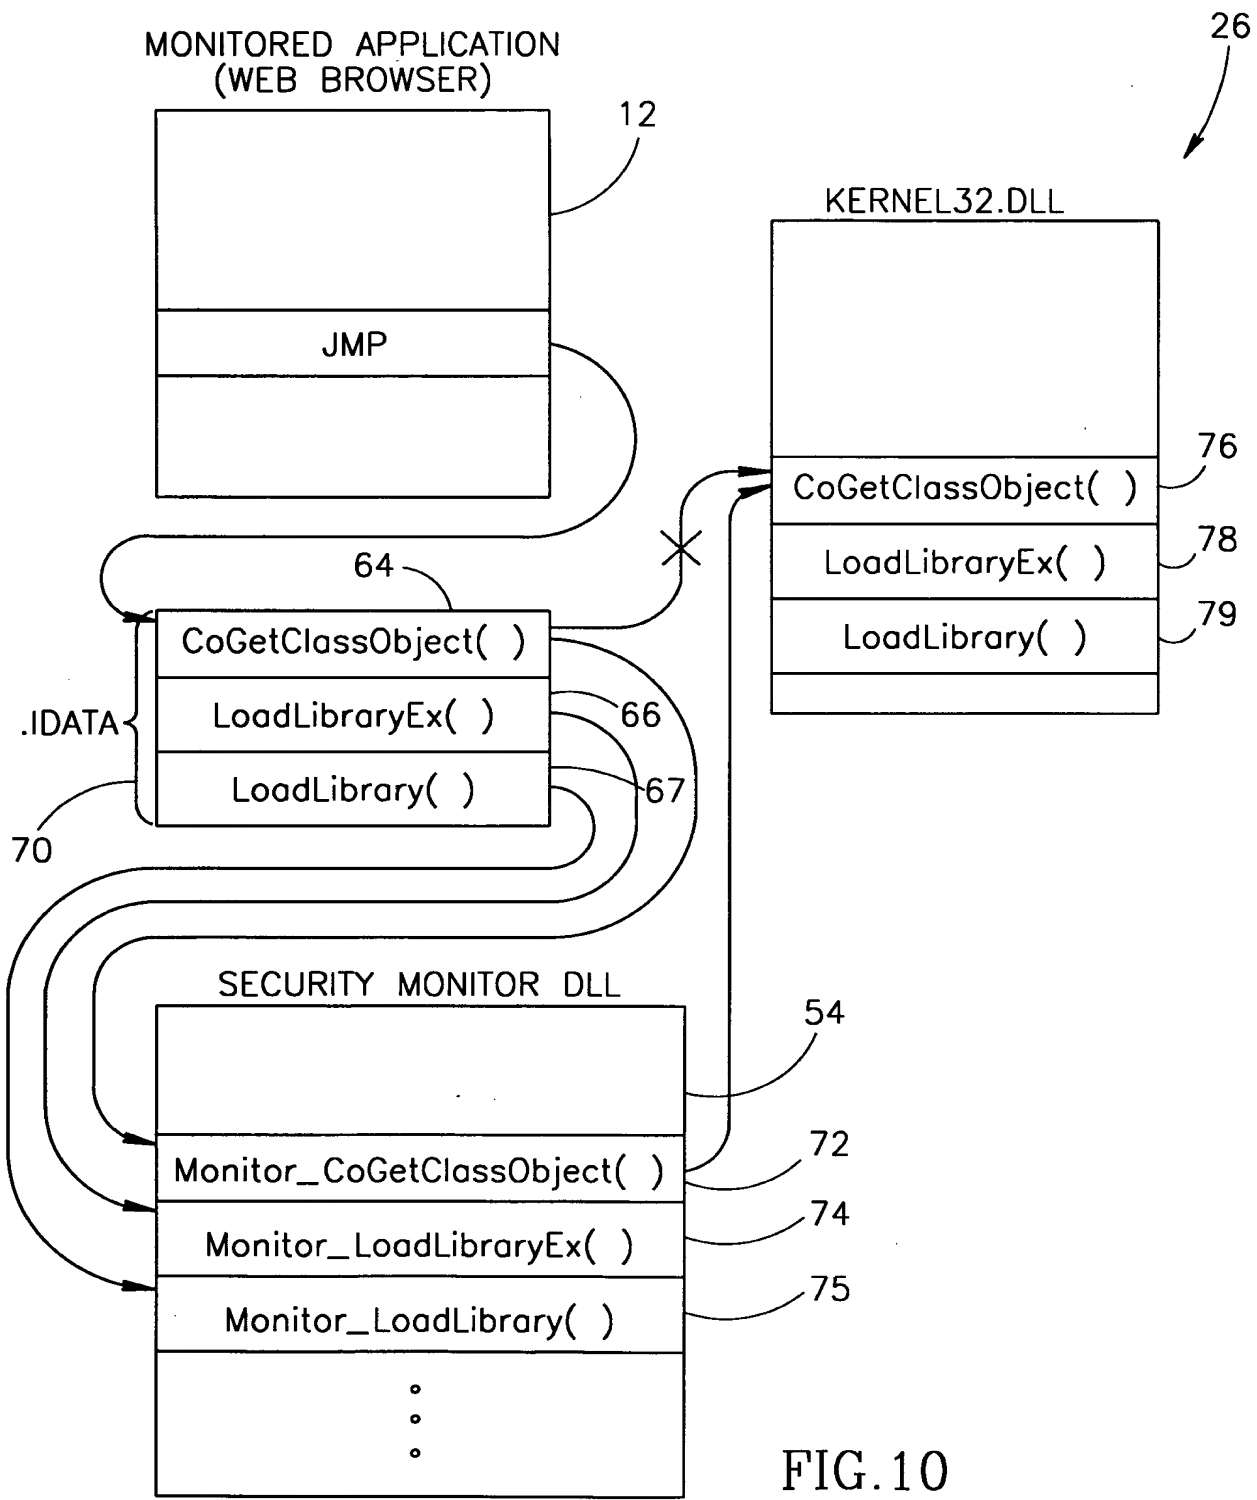 26
MONITORED APPLICATION
(WEB BROWSER)
12
KERNEL32.DLL
JMP
CoGetClassObject( )
76
LoadLibraryEx( )
78
LoadLibrary( )
79
64
CoGetClassObject( )
LoadLibraryEx( )
66
.IDATA
LoadLibrary( )
67
70
SECURITY MONITOR DLL
54
Monitor_CoGetClassObject( )
72
Monitor_LoadLibraryEx( )
74
Monitor_LoadLibrary( )
75
FIG.10